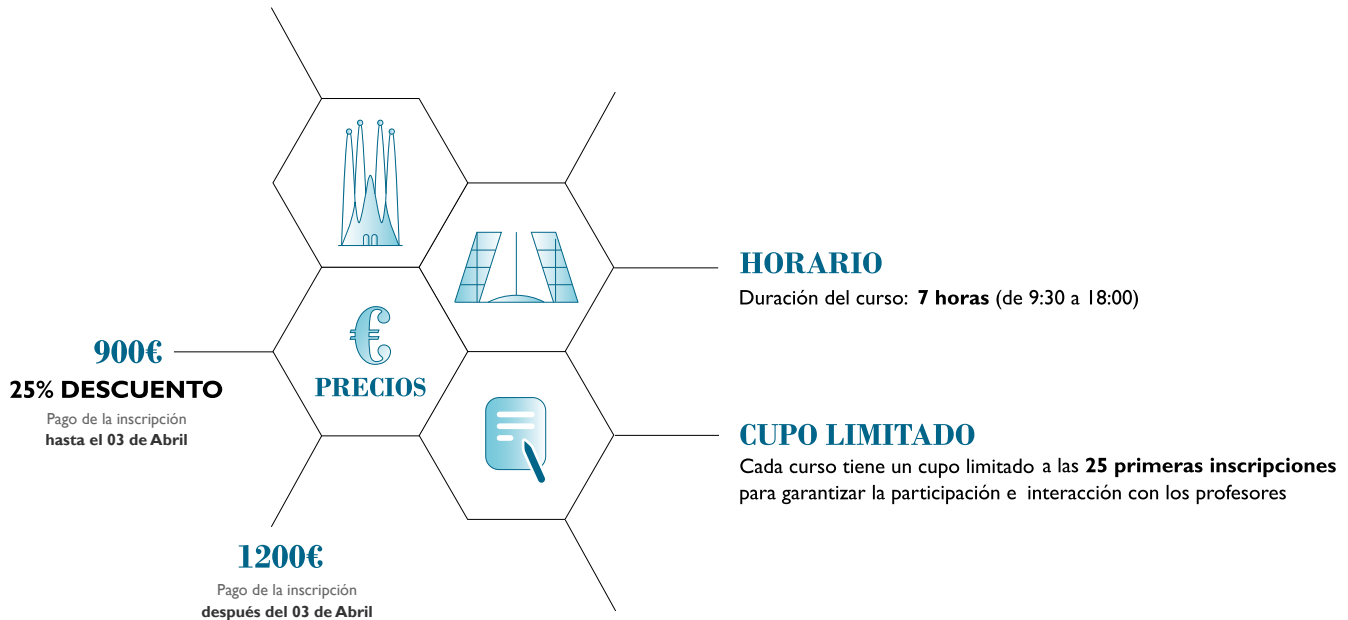 HORARIO
Duración del curso: 7 horas (de 9:30 a 18:00)
€
PRECIOS
900€
25% DESCUENTO
Pago de la inscripción
hasta el 03 de Abril
CUPO LIMITADO
Cada curso tiene un cupo limitado a las 25 primeras inscripciones
para garantizar la participación e interacción con los profesores
1200€
Pago de la inscripción
después del 03 de Abril